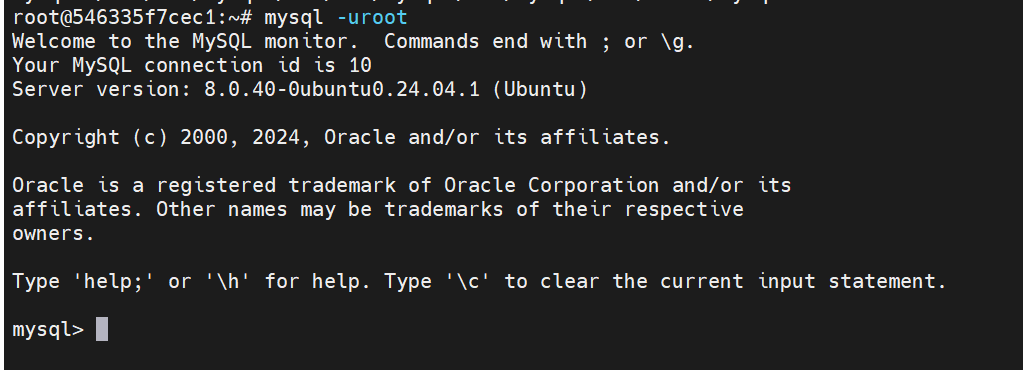 root@546335f7cec1:~# mysql -uroot
Welcome to the MySQL monitor.  Commands end with ; or \g.
Your MySQL connection id is 10
Server version: 8.0.40-0ubuntu0.24.04.1 (Ubuntu)
Copyright (c) 2000, 2024, Oracle and/or its affiliates.
Oracle is a registered trademark of Oracle Corporation and/or its
affiliates. Other names may be trademarks of their respective
owners.
Type 'help;' or '\h' for help. Type '\c' to clear the current input statement.
mysql>